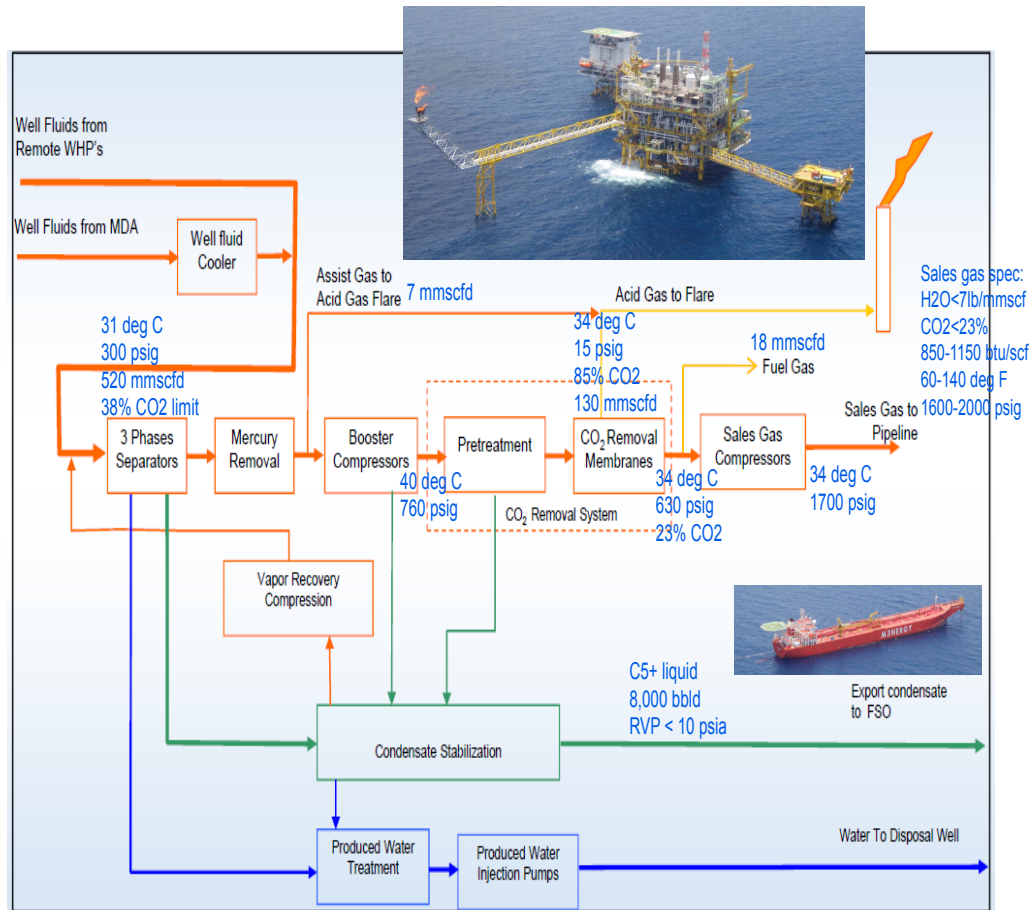 Well Fluids from
Remote WHP's
Well Fluids from MDA
Well fluid
Cooler
Assist Gas to
Acid Gas Flare
7 mmscfd
Acid Gas to Flare
Sales gas spec:
H2O<7lb/mmscf
CO2<23%
850-1150 btu/scf
60-140 deg F
1600-2000 psig
31 deg C
300 psig
520 mmscfd
38% CO2 limit
34 deg C
15 psig
85% CO2
130 mmscfd
18 mmscfd
Fuel Gas
Sales Gas to
Pipeline
3 Phases
Separators
Mercury
Removal
Booster
Compressors
Pretreatment
CO2 Removal
Membranes
Sales Gas
Compressors
40 deg C
760 psig
CO2 Removal System
34 deg C
630 psig
23% CO2
34 deg C
1700 psig
Vapor Recovery
Compression
M3NERGY
C5+ liquid
8,000 bbld
RVP < 10 psia
Export condensate
to FSO
Condensate Stabilization
Produced Water
Treatment
Produced Water
Injection Pumps
Water To Disposal Well